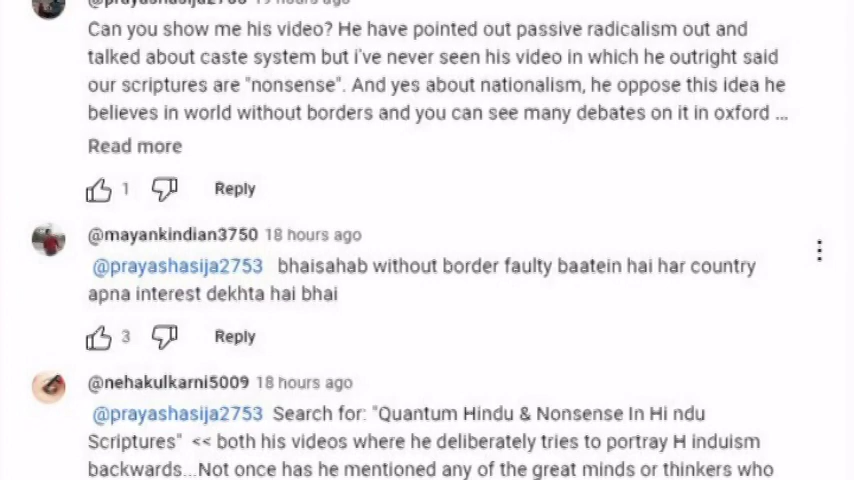 @prayashasija2753 19 hours ago
Can you show me his video? He have pointed out passive radicalism out and
talked about caste system but i've never seen his video in which he outright said
our scriptures are "nonsense". And yes about nationalism, he oppose this idea he
believes in world without borders and you can see many debates on it in oxford ...
Read more
1 Reply
@mayankindian3750 18 hours ago
@prayashasija2753 bhaisahab without border faulty baatein hai har country
apna interest dekhta hai bhai
3 Reply
@nehakulkarni5009 18 hours ago
@prayashasija2753 Search for: "Quantum Hindu & Nonsense In Hi ndu
Scriptures" << both his videos where he deliberately tries to portray H induism
backwards...Not once has he mentioned any of the great minds or thinkers who